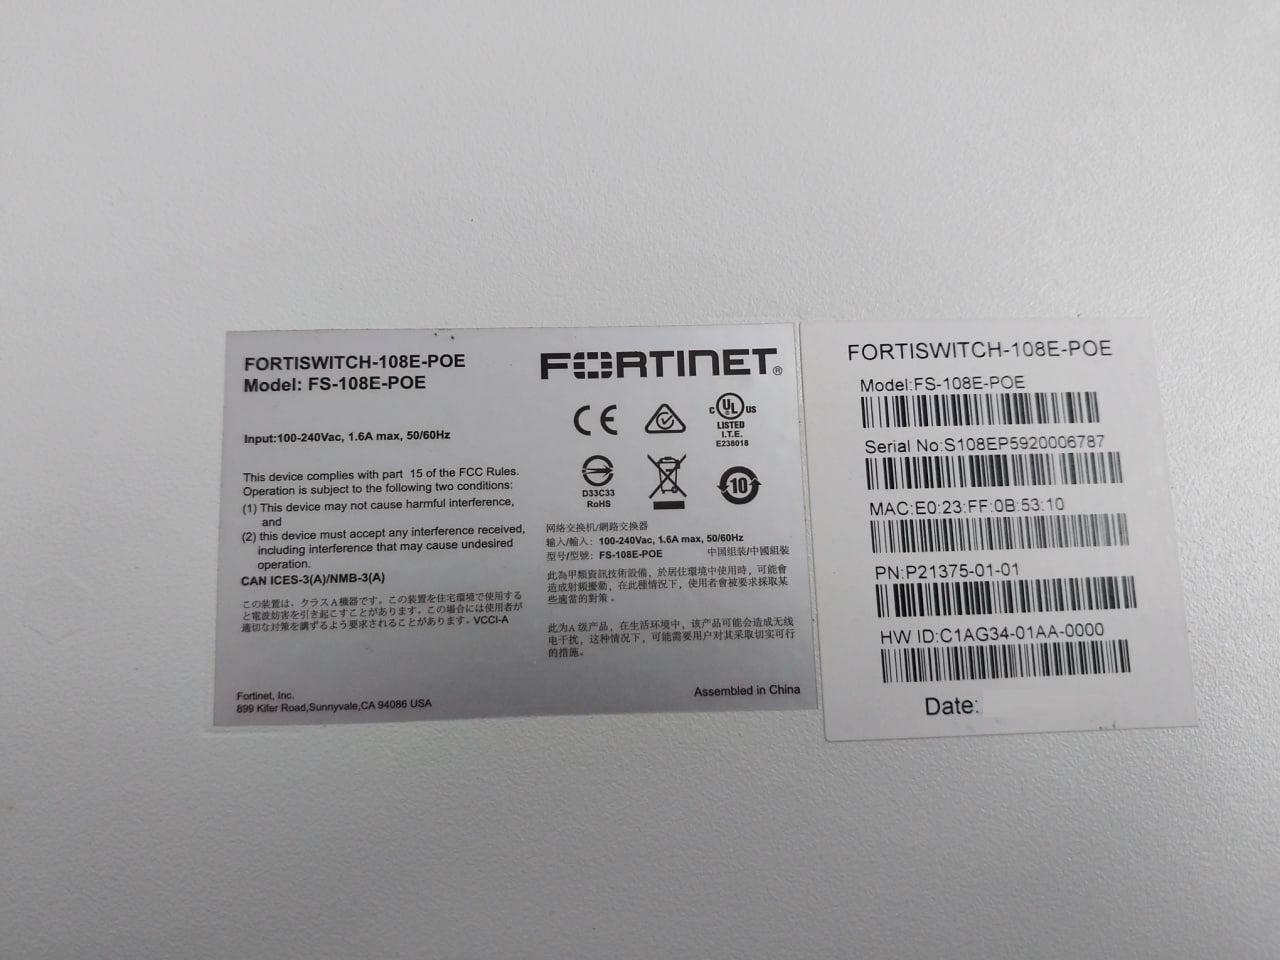 FORTISWITCH-108E-POE
Model: FS-108E-POE
Input:100-240Vac, 1.6A max, 50/60Hz
This device complies with part 15 of the FCC Rules.
Operation is subject to the following two conditions:
(1) This device may not cause harmful interference,
and
(2) this device must accept any interference received,
including interference that may cause undesired
operation.
CAN ICES-3(A)/NMB-3(A)
この装置は、クラスA機器です。この装置を住宅環境で使用する
と電波妨害を引き起こすことがあります。この場合には使用者が
適切な対策を講ずるよう要求されることがあります。VCCI-A
Fortinet, Inc.
899 Kifer Road,Sunnyvale,CA 94086 USA
FORTINET®
CE
C UL US
LISTED
I.T.E.
E238018
D33C33
RoHS
10
网络交换机/網路交換器
输入/輸入: 100-240Vac, 1.6A max, 50/60Hz
型号/型號: FS-108E-POE 中国组装/中國組裝
此為甲類資訊技術設備，於居住環境中使用時，可能會
造成射頻擾動，在此種情況下，使用者會被要求採取某
些適當的對策。
此为A级产品，在生活环境中，该产品可能会造成无线
电干扰，这种情况下，可能需要用户对其采取切实可行
的措施。
Assembled in China
FORTISWITCH-108E-POE
Model:FS-108E-POE
Serial No:S108EP5920006787
MAC:E0:23:FF:0B:53:10
PN:P21375-01-01
HW ID:C1AG34-01AA-0000
Date: